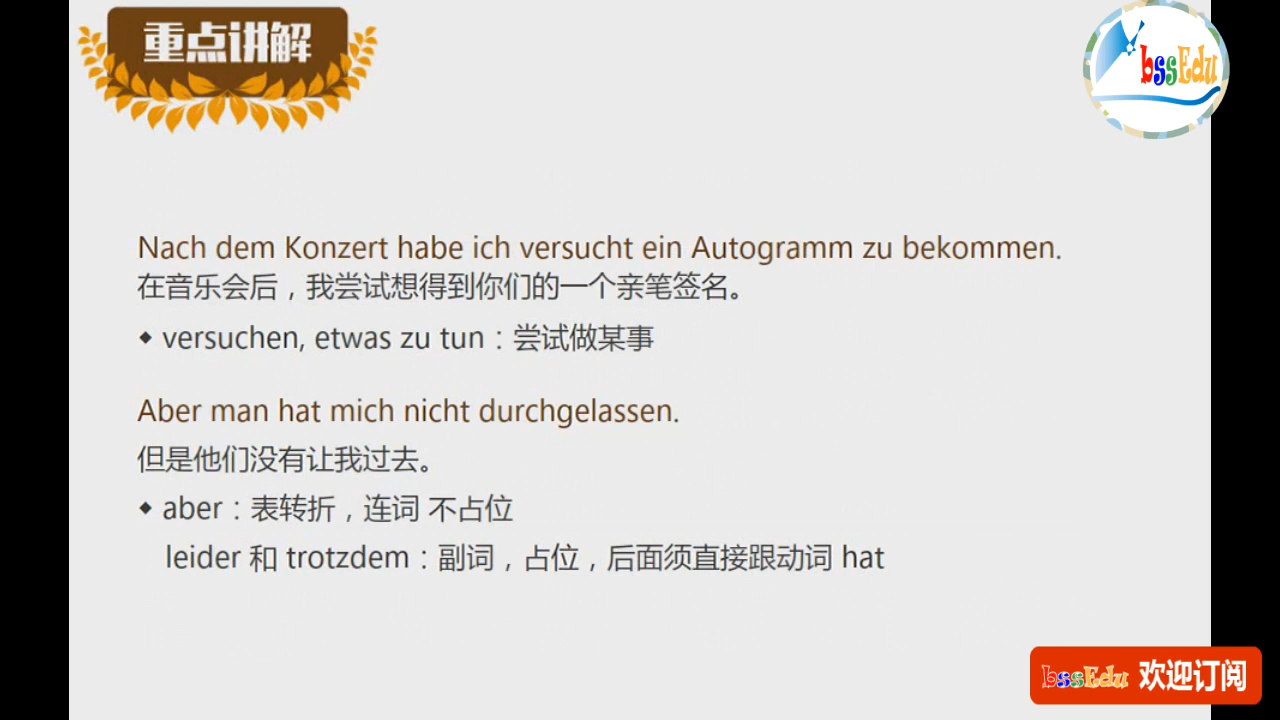 重点讲解
bssEdu
Nach dem Konzert habe ich versucht ein Autogramm zu bekommen.
在音乐会后，我尝试想得到你们的一个亲笔签名。
◆ versuchen, etwas zu tun：尝试做某事
Aber man hat mich nicht durchgelassen.
但是他们没有让我过去。
◆ aber：表转折，连词 不占位
leider 和 trotzdem：副词，占位，后面须直接跟动词 hat
bssEdu 欢迎订阅